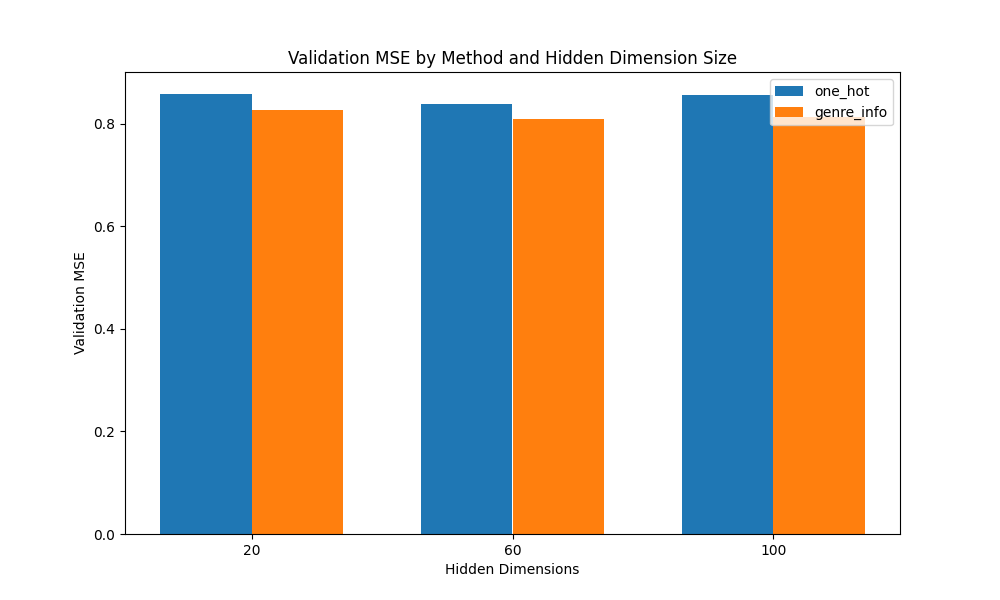 Validation MSE by Method and Hidden Dimension Size
one_hot
genre_info
Validation MSE
0.8
0.6
0.4
0.2
0.0
20 60 100
Hidden Dimensions